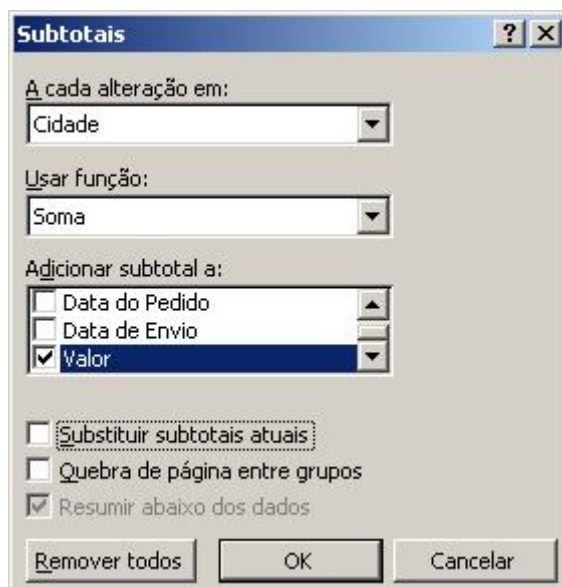 Subtotais
A cada alteração em:
Cidade
Usar função:
Soma
Adicionar subtotal a:
Data do Pedido
Data de Envio
Valor
Substituir subtotais atuais
Quebra de página entre grupos
Resumir abaixo dos dados
Remover todos OK Cancelar